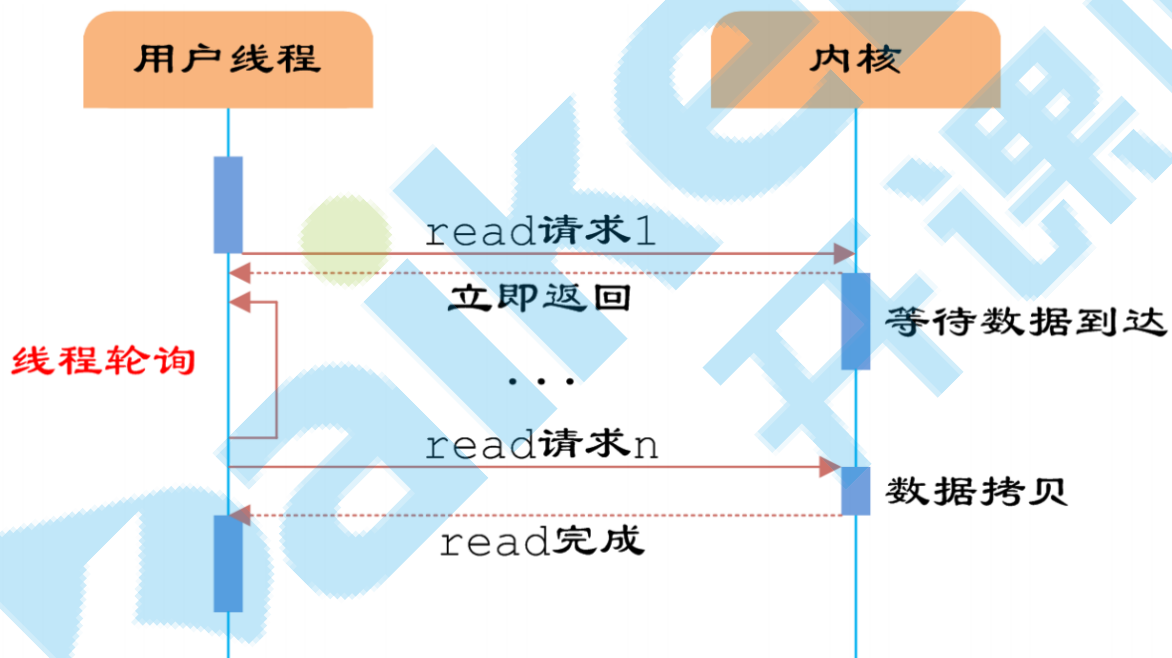 用户线程
内核
read请求1
立即返回
等待数据到达
线程轮询
...
read请求n
数据拷贝
read完成